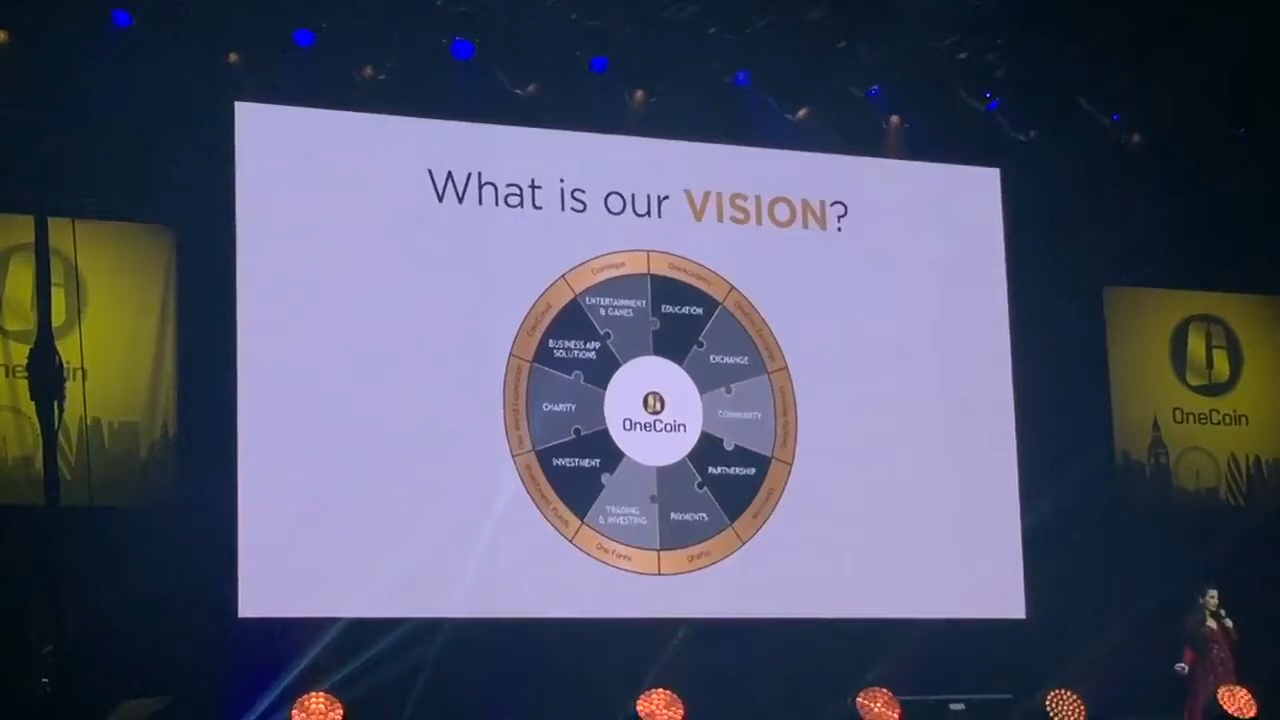 What is our VISION?
OneAcademy
EDUCATION
EXCHANGE
COMMUNITY
PARTNERSHIP
PAYMENTS
OnePay
TRADING
& INVESTING
One Forex
INVESTMENT
CHARITY
BUSINESS APP
SOLUTIONS
ENTERTAINMENT
& GAMES
OneCoin
OneCoin